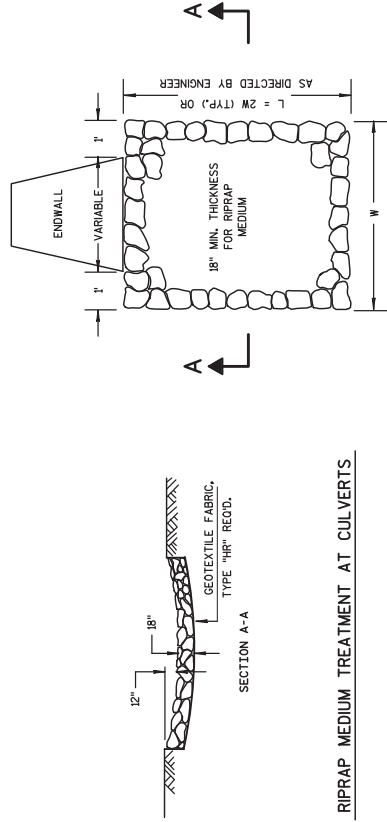 ENDWALL
1'
VARIABLE
1'
18" MIN. THICKNESS
FOR RIPRAP
MEDIUM
L = 2W (TYP.) OR
AS DIRECTED BY ENGINEER
W
A
A
12"
18"
GEOTEXTILE FABRIC,
TYPE "HR" REQ'D.
SECTION A-A
RIPRAP MEDIUM TREATMENT AT CULVERTS